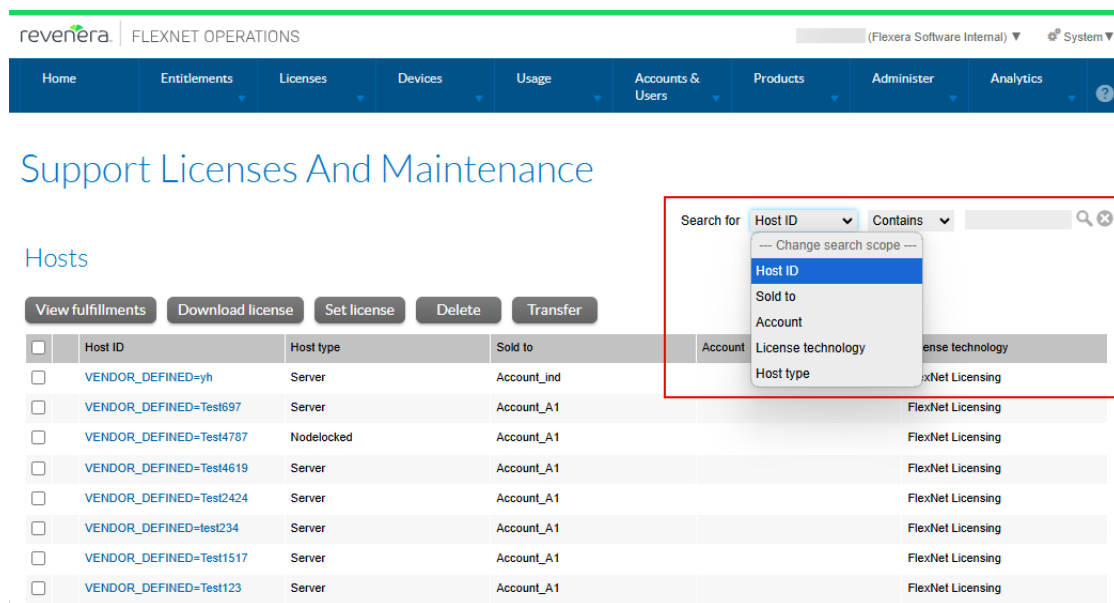 revenera. FLEXNET OPERATIONS
(Flexera Software Internal) ▼ System ▼
Home Entitlements Licenses Devices Usage Accounts & Users Products Administer Analytics ?
Support Licenses And Maintenance
Search for Host ID Contains
--- Change search scope ---
Host ID
Sold to
Account
License technology
Host type
Hosts
View fulfillments Download license Set license Delete Transfer
Host ID Host type Sold to Account ense technology
VENDOR_DEFINED=yh Server Account_ind xNet Licensing
VENDOR_DEFINED=Test697 Server Account_A1 FlexNet Licensing
VENDOR_DEFINED=Test4787 Nodelocked Account_A1 FlexNet Licensing
VENDOR_DEFINED=Test4619 Server Account_A1 FlexNet Licensing
VENDOR_DEFINED=Test2424 Server Account_A1 FlexNet Licensing
VENDOR_DEFINED=test234 Server Account_A1 FlexNet Licensing
VENDOR_DEFINED=Test1517 Server Account_A1 FlexNet Licensing
VENDOR_DEFINED=Test123 Server Account_A1 FlexNet Licensing